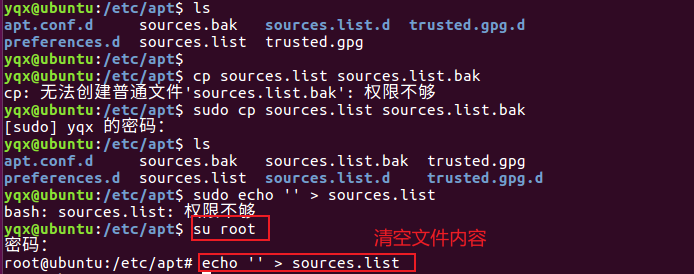 yqx@ubuntu:/etc/apt$ ls
apt.conf.d     sources.bak   sources.list.d  trusted.gpg.d
preferences.d  sources.list  trusted.gpg
yqx@ubuntu:/etc/apt$
yqx@ubuntu:/etc/apt$ cp sources.list sources.list.bak
cp: 无法创建普通文件'sources.list.bak': 权限不够
yqx@ubuntu:/etc/apt$ sudo cp sources.list sources.list.bak
[sudo] yqx 的密码：
yqx@ubuntu:/etc/apt$ ls
apt.conf.d     sources.bak   sources.list.bak  trusted.gpg
preferences.d  sources.list  sources.list.d    trusted.gpg.d
yqx@ubuntu:/etc/apt$ sudo echo '' > sources.list
bash: sources.list: 权限不够
yqx@ubuntu:/etc/apt$ su root
清空文件内容
密码：
root@ubuntu:/etc/apt# echo '' > sources.list